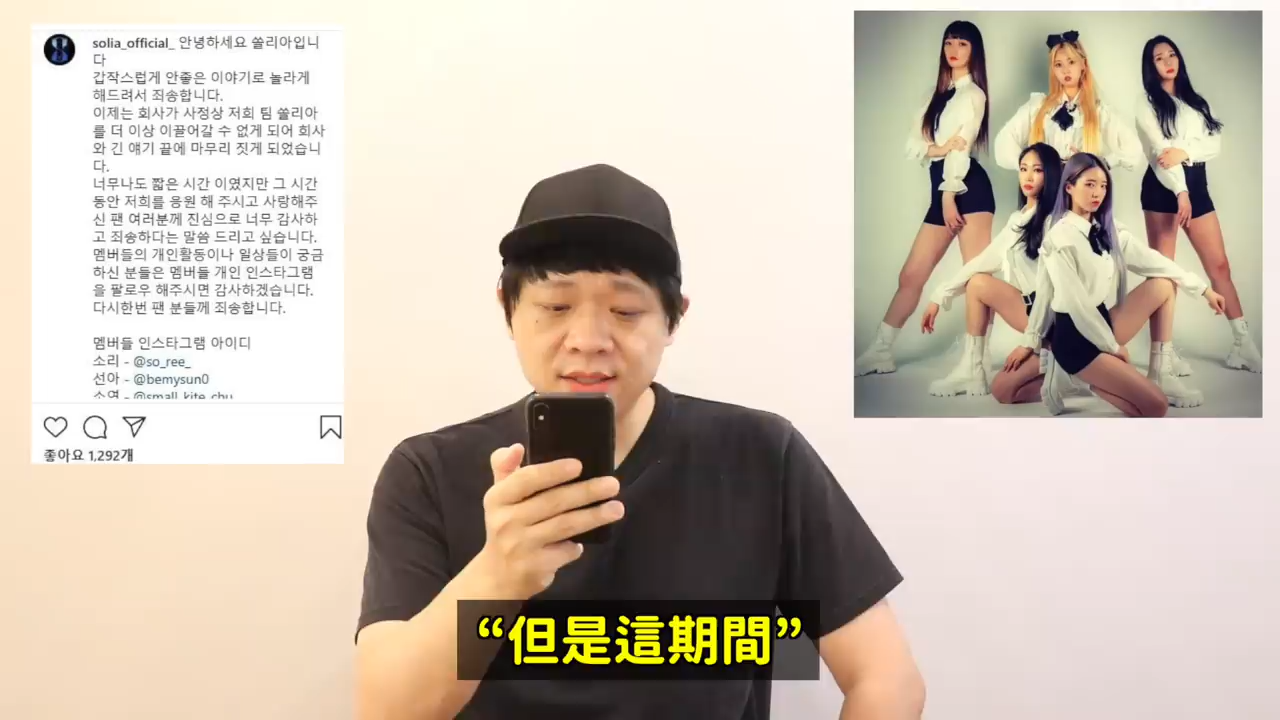 solia_official_ 안녕하세요 쏠리아입니
다
갑작스럽게 안좋은 이야기로 놀라게
해드려서 죄송합니다.
이제는 회사가 사정상 저희 팀 쏠리아
를 더 이상 이끌어갈 수 없게 되어 회사
와 긴 얘기 끝에 마무리 짓게 되었습니
다.
너무나도 짧은 시간 이였지만 그 시간
동안 저희를 응원 해 주시고 사랑해주
신 팬 여러분께 진심으로 너무 감사하
고 죄송하다는 말씀 드리고 싶습니다.
멤버들의 개인활동이나 일상들이 궁금
하신 분들은 멤버들 개인 인스타그램
을 팔로우 해주시면 감사하겠습니다.
다시한번 팬 분들께 죄송합니다.
멤버들 인스타그램 아이디
소리 - @so_ree_
선아 - @bemysun0
소연 - @small_kite_chu
좋아요 1,292개
“但是這期間”